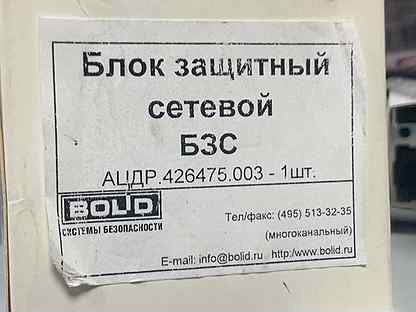 Блок защитный
сетевой
БЗС
АЦДР.426475.003 - 1шт.
BOLID
СИСТЕМЫ БЕЗОПАСНОСТИ
Тел/факс: (495) 513-32-35
(многоканальный)
E-mail: info@bolid.ru http:/www.bolid.ru